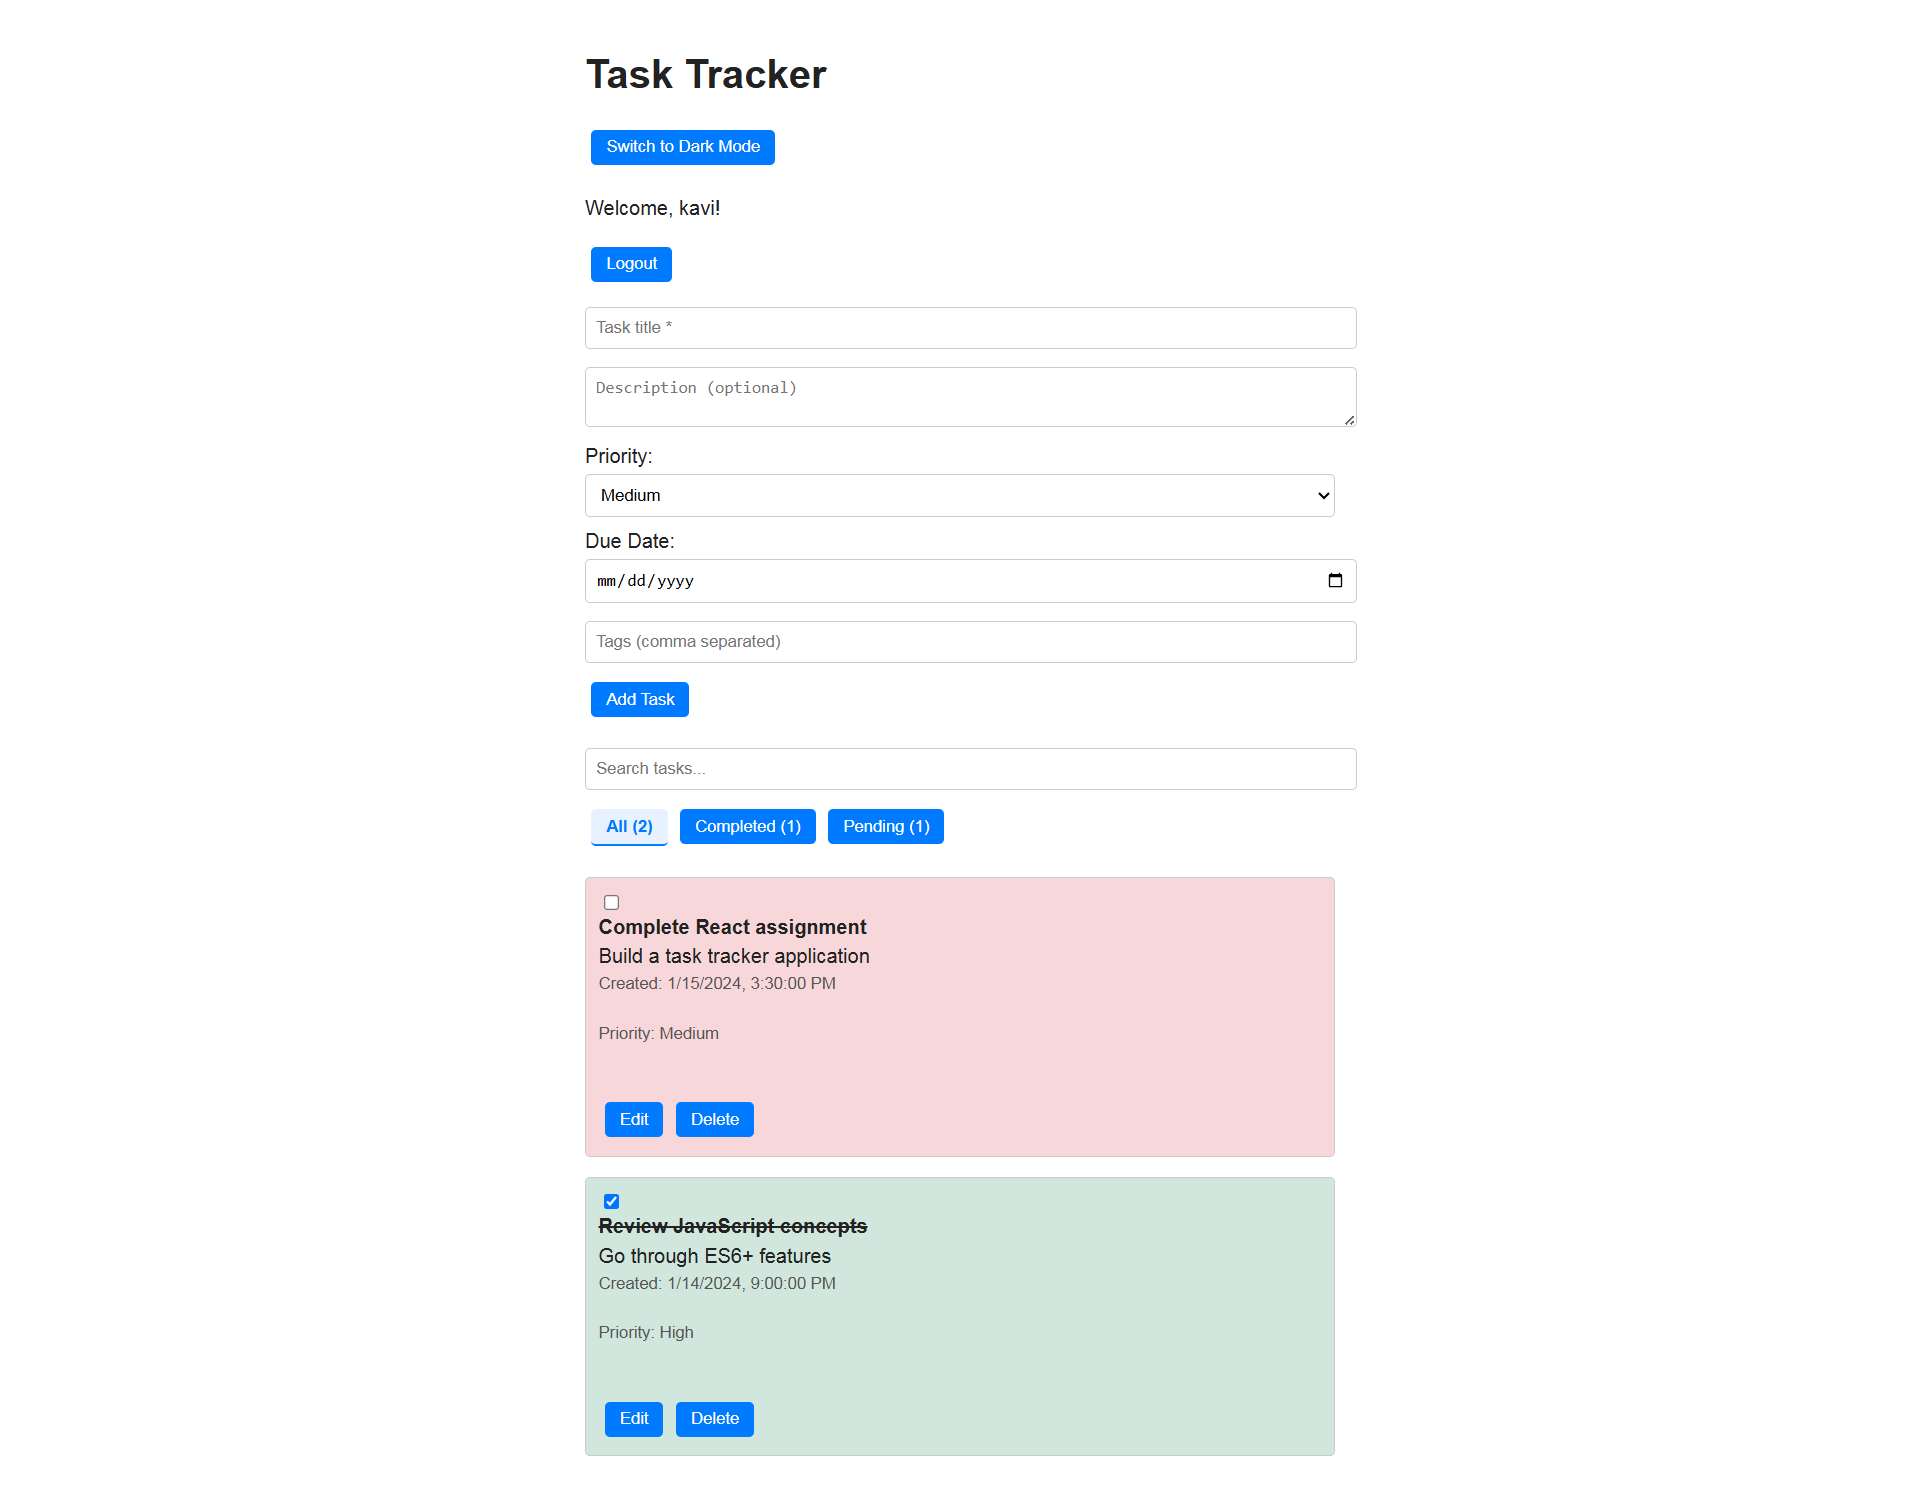 Task Tracker
Switch to Dark Mode
Welcome, kavi!
Logout
Task title *
Description (optional)
Priority:
Medium
Due Date:
mm/dd/yyyy
Tags (comma separated)
Add Task
Search tasks...
All (2) Completed (1) Pending (1)
Complete React assignment
Build a task tracker application
Created: 1/15/2024, 3:30:00 PM
Priority: Medium
Edit Delete
Review JavaScript concepts
Go through ES6+ features
Created: 1/14/2024, 9:00:00 PM
Priority: High
Edit Delete